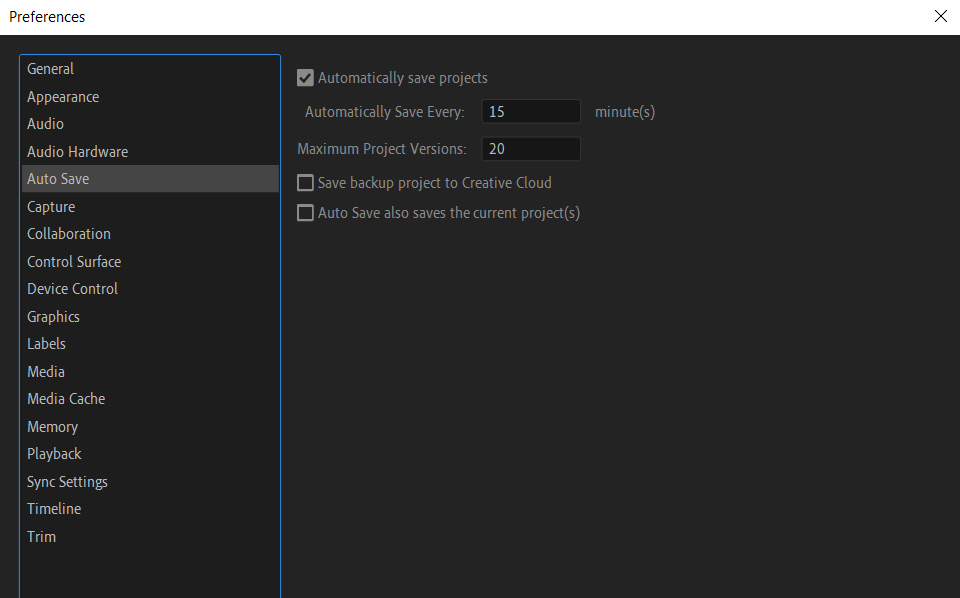 Preferences
General
Appearance
Audio
Audio Hardware
Auto Save
Capture
Collaboration
Control Surface
Device Control
Graphics
Labels
Media
Media Cache
Memory
Playback
Sync Settings
Timeline
Trim
Automatically save projects
Automatically Save Every: 15 minute(s)
Maximum Project Versions: 20
Save backup project to Creative Cloud
Auto Save also saves the current project(s)